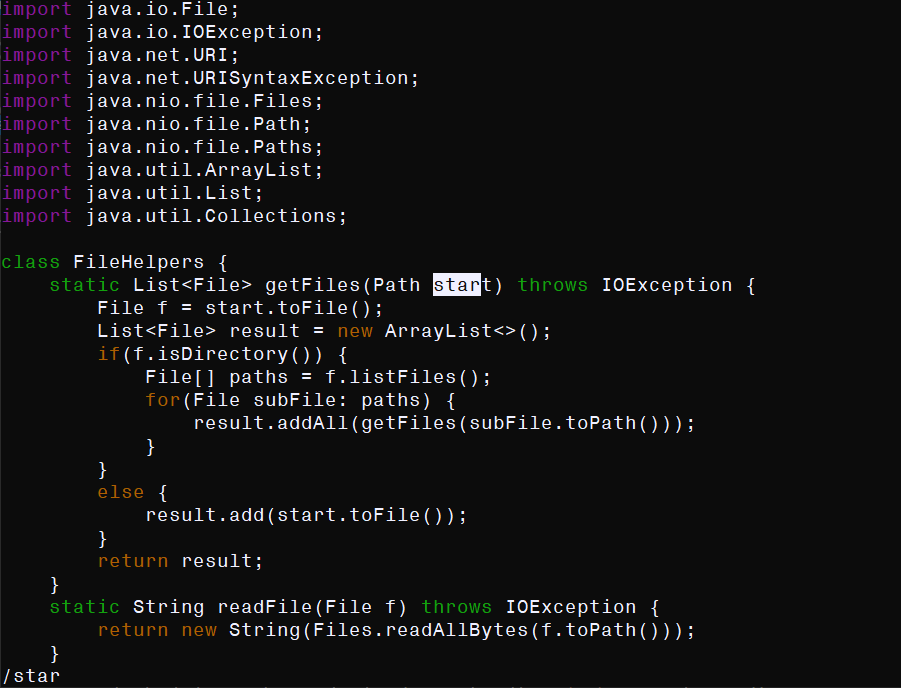 import java.io.File;
import java.io.IOException;
import java.net.URI;
import java.net.URISyntaxException;
import java.nio.file.Files;
import java.nio.file.Path;
import java.nio.file.Paths;
import java.util.ArrayList;
import java.util.List;
import java.util.Collections;

class FileHelpers {
    static List<File> getFiles(Path start) throws IOException {
        File f = start.toFile();
        List<File> result = new ArrayList<>();
        if(f.isDirectory()) {
            File[] paths = f.listFiles();
            for(File subFile: paths) {
                result.addAll(getFiles(subFile.toPath()));
            }
        }
        else {
            result.add(start.toFile());
        }
        return result;
    }
    static String readFile(File f) throws IOException {
        return new String(Files.readAllBytes(f.toPath()));
    }
/star